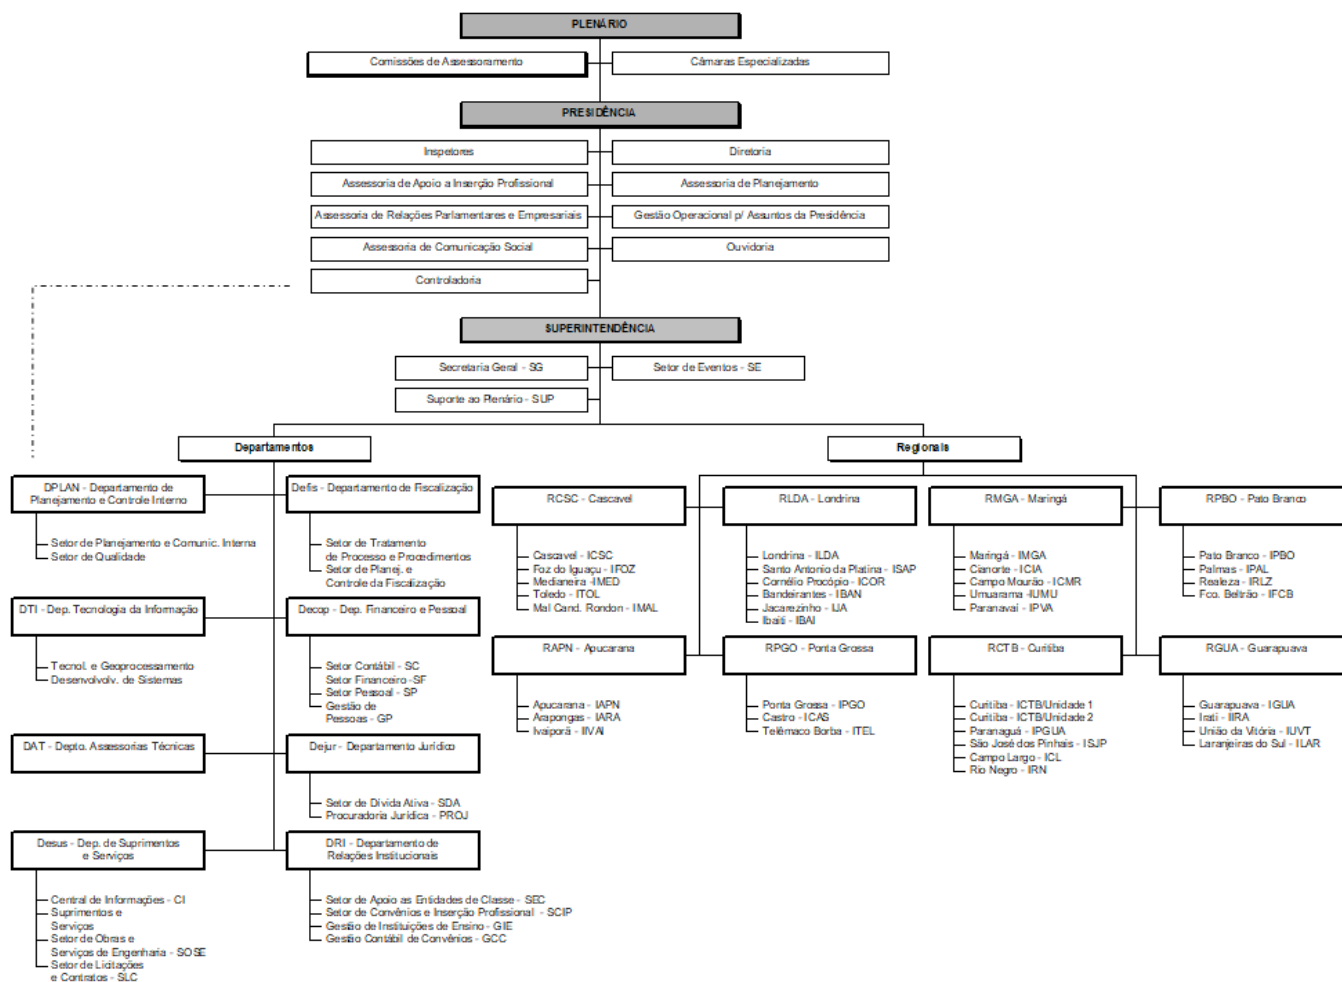 PLENÁRIO
Comissões de Assessoramento
Câmaras Especializadas
PRESIDÊNCIA
Inspetores
Diretoria
Assessoria de Apoio a Inserção Profissional
Assessoria de Planejamento
Assessoria de Relações Parlamentares e Empresariais
Gestão Operacional p/ Assuntos da Presidência
Assessoria de Comunicação Social
Ouvidoria
Controladoria
SUPERINTENDÊNCIA
Secretaria Geral - SG
Setor de Eventos - SE
Suporte ao Plenário - SUP
Departamentos
Regionais
DPLAN - Departamento de
Planejamento e Controle Interno
Setor de Planejamento e Comunic. Interna
Setor de Qualidade
Defis - Departamento de Fiscalização
Setor de Tratamento
de Processo e Procedimentos
Setor de Planej. e
Controle da Fiscalização
DTI - Dep. Tecnologia da Informação
Tecnol. e Geoprocessamento
Desenvolvolv. de Sistemas
Decop - Dep. Financeiro e Pessoal
Setor Contábil - SC
Setor Financeiro -SF
Setor Pessoal - SP
Gestão de
Pessoas - GP
DAT - Depto. Assessorias Técnicas
Dejur - Departamento Jurídico
Setor de Dívida Ativa - SDA
Procuradoria Jurídica - PROJ
Desus - Dep. de Suprimentos
e Serviços
Central de Informações - CI
Suprimentos e
Serviços
Setor de Obras e
Serviços de Engenharia - SOSE
Setor de Licitações
e Contratos - SLC
DRI - Departamento de
Relações Institucionais
Setor de Apoio as Entidades de Classe - SEC
Setor de Convênios e Inserção Profissional - SCIP
Gestão de Instituições de Ensino - GIE
Gestão Contábil de Convênios - GCC
RCSC - Cascavel
Cascavel - ICSC
Foz do Iguaçu - IFOZ
Medianeira -IMED
Toledo - ITOL
Mal Cand. Rondon - IMAL
RLDA - Londrina
Londrina - ILDA
Santo Antonio da Platina - ISAP
Cornélio Procópio - ICOR
Bandeirantes - IBAN
Jacarezinho - IJA
Ibaiti - IBAI
RMGA - Maringá
Maringá - IMGA
Cianorte - ICIA
Campo Mourão - ICMR
Umuarama -IUMU
Paranavaí - IPVA
RPBO - Pato Branco
Pato Branco - IPBO
Palmas - IPAL
Realeza - IRLZ
Fco. Beltrão - IFCB
RAPN - Apucarana
Apucarana - IAPN
Arapongas - IARA
Ivaiporã - IIVAI
RPGO - Ponta Grossa
Ponta Grossa - IPGO
Castro - ICAS
Telêmaco Borba - ITEL
RCTB - Curitiba
Curitiba - ICTB/Unidade 1
Curitiba - ICTB/Unidade 2
Paranaguá - IPGUA
São José dos Pinhais - ISJP
Campo Largo - ICL
Rio Negro - IRN
RGUA - Guarapuava
Guarapuava - IGUA
Irati - IIRA
União da Vitória - IUVT
Laranjeiras do Sul - ILAR